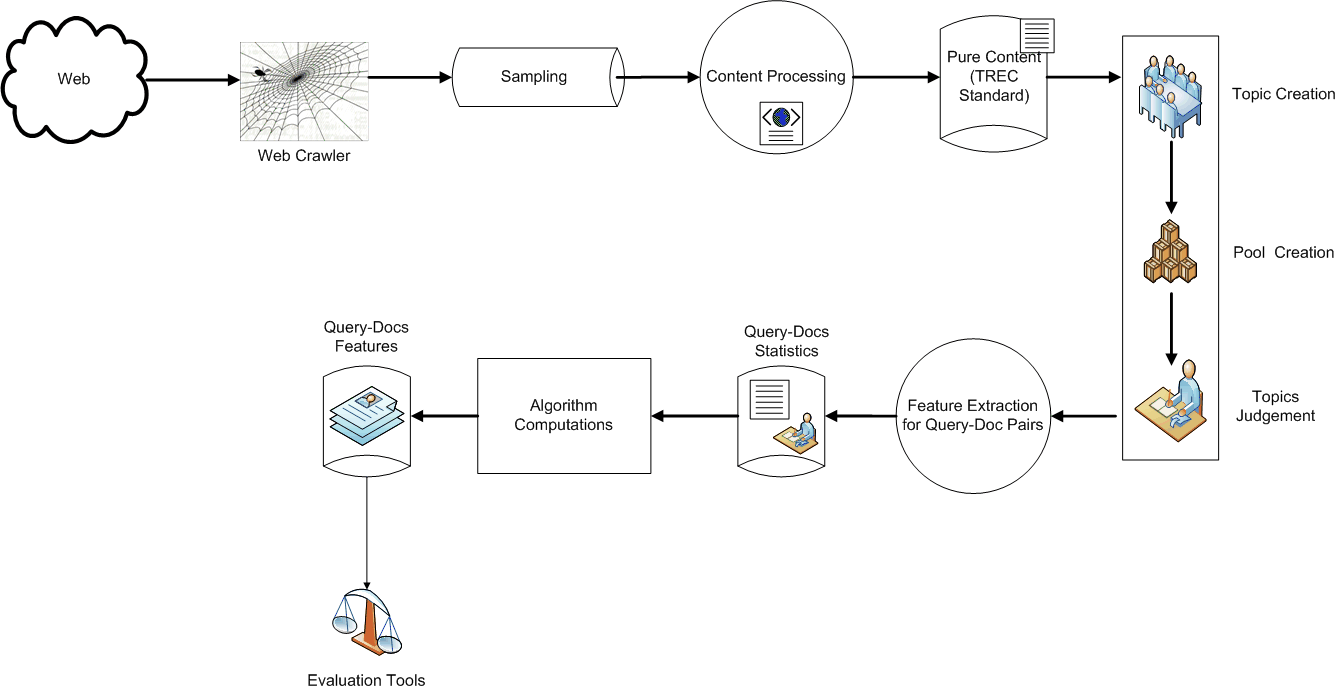 Web
Web Crawler
Sampling
Content Processing
Pure Content
(TREC
Standard)
Topic Creation
Pool Creation
Topics
Judgement
Feature Extraction
for Query-Doc Pairs
Query-Docs
Statistics
Algorithm
Computations
Query-Docs
Features
Evaluation Tools